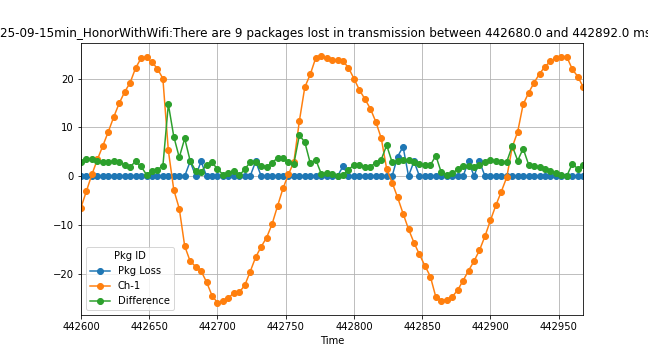 25-09-15min_HonorWithWifi:There are 9 packages lost in transmission between 442680.0 and 442892.0 ms
20
10
0
−10
−20
Pkg ID
Pkg Loss
Ch-1
Difference
442600 442650 442700 442750 442800 442850 442900 442950
Time